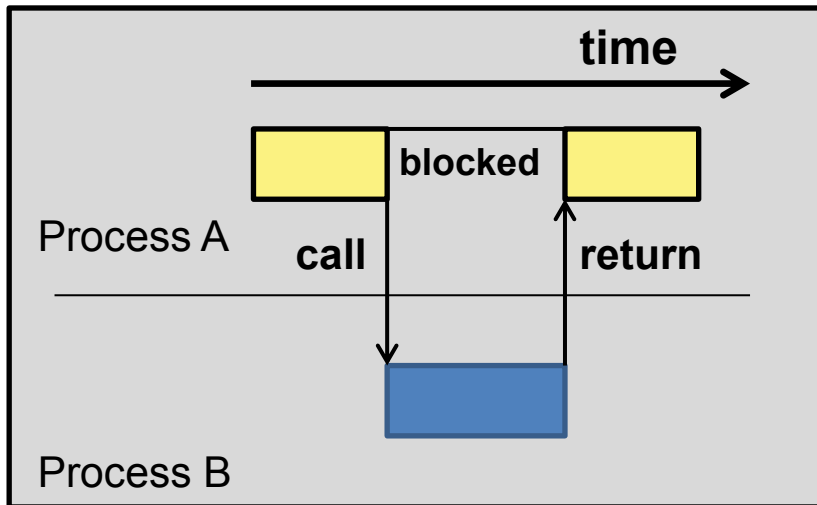 time
blocked
Process A
call
return
Process B